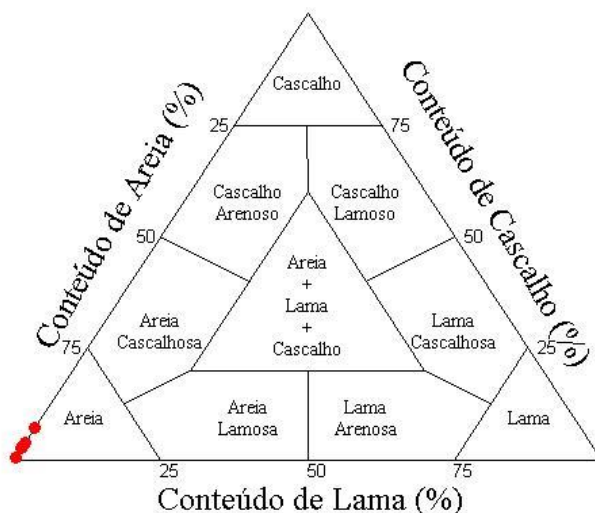 Cascalho
Conteúdo de Areia (%)
Conteúdo de Cascalho (%)
25
75
Cascalho
Arenoso
Cascalho
Lamoso
50
50
Areia
+
Lama
+
Cascalho
Areia
Cascalhosa
Lama
Cascalhosa
75
25
Areia
Areia
Lamosa
Lama
Arenosa
Lama
25
50
75
Conteúdo de Lama (%)